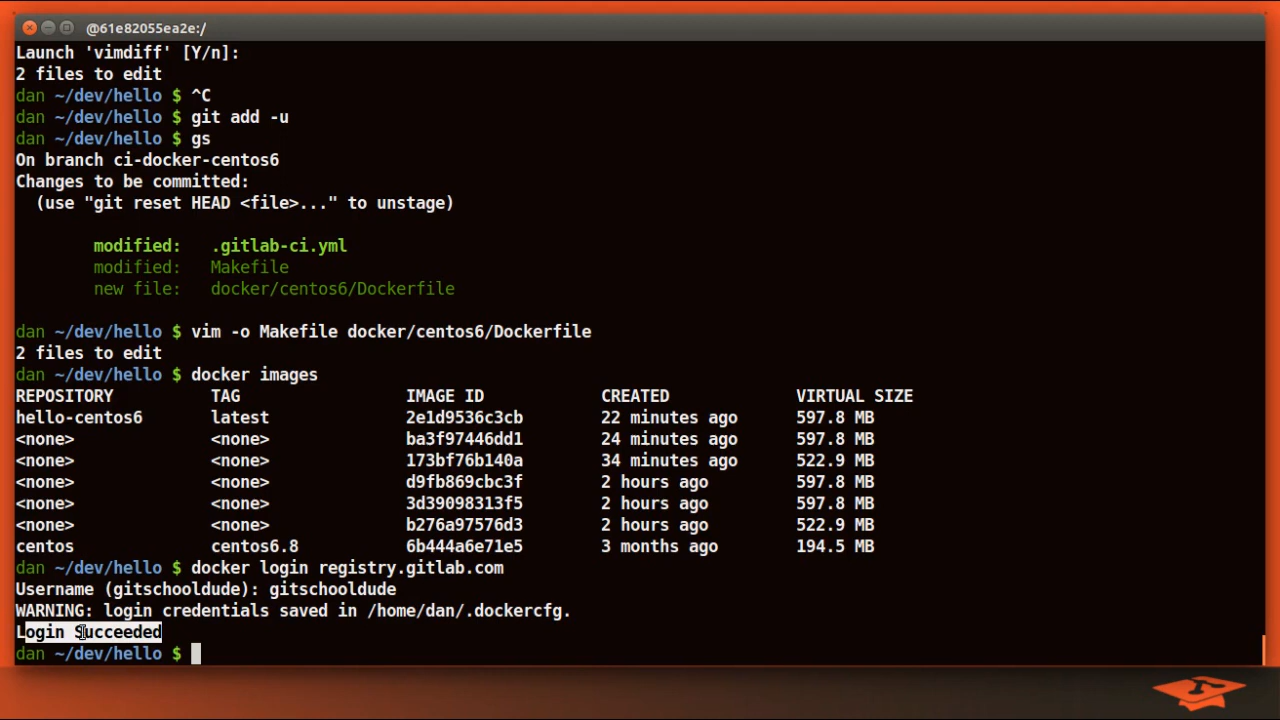 @61e82055ea2e:/
Launch 'vimdiff' [Y/n]:
2 files to edit
dan ~/dev/hello $ ^C
dan ~/dev/hello $ git add -u
dan ~/dev/hello $ gs
On branch ci-docker-centos6
Changes to be committed:
(use "git reset HEAD <file>..." to unstage)
modified: .gitlab-ci.yml
modified: Makefile
new file: docker/centos6/Dockerfile
dan ~/dev/hello $ vim -o Makefile docker/centos6/Dockerfile
2 files to edit
dan ~/dev/hello $ docker images
REPOSITORY TAG IMAGE ID CREATED VIRTUAL SIZE
hello-centos6 latest 2e1d9536c3cb 22 minutes ago 597.8 MB
<none> <none> ba3f97446dd1 24 minutes ago 597.8 MB
<none> <none> 173bf76b140a 34 minutes ago 522.9 MB
<none> <none> d9fb869cbc3f 2 hours ago 597.8 MB
<none> <none> 3d39098313f5 2 hours ago 597.8 MB
<none> <none> b276a97576d3 2 hours ago 522.9 MB
centos centos6.8 6b444a6e71e5 3 months ago 194.5 MB
dan ~/dev/hello $ docker login registry.gitlab.com
Username (gitschooldude): gitschooldude
WARNING: login credentials saved in /home/dan/.dockercfg.
Login Succeeded
dan ~/dev/hello $